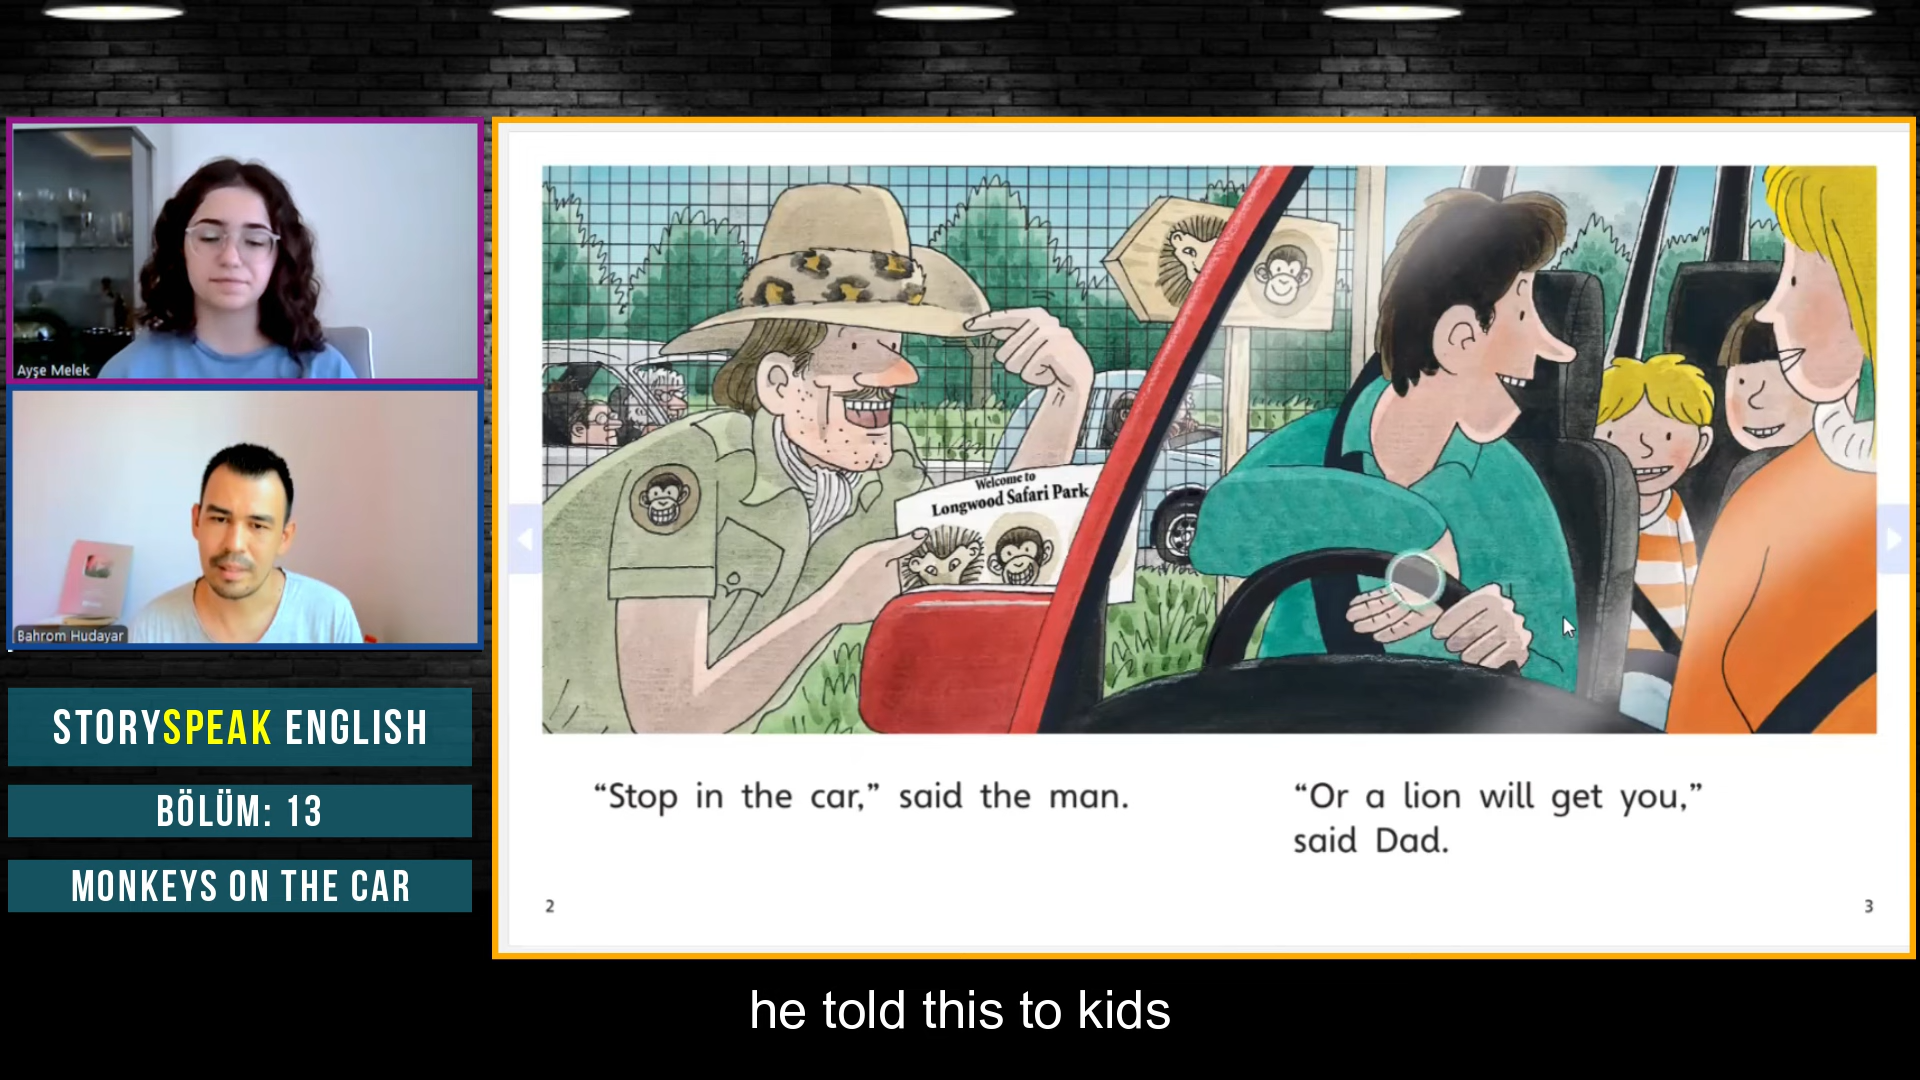 Ayşe Melek
Bahrom Hudayar
STORYSPEAK ENGLISH
BÖLÜM: 13
MONKEYS ON THE CAR
Welcome to
Longwood Safari Park
“Stop in the car,” said the man.
“Or a lion will get you,”
said Dad.
2
3
he told this to kids